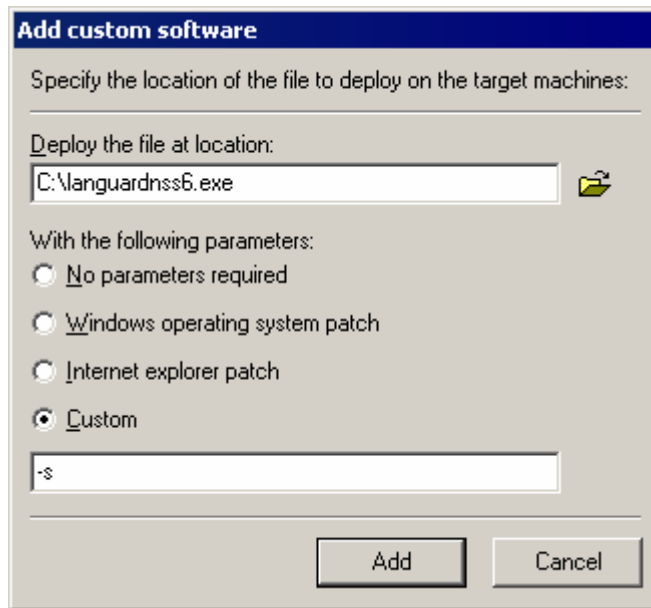 Add custom software
Specify the location of the file to deploy on the target machines:
Deploy the file at location:
C:\languardnss6.exe
With the following parameters:
No parameters required
Windows operating system patch
Internet explorer patch
Custom
-s
Add
Cancel